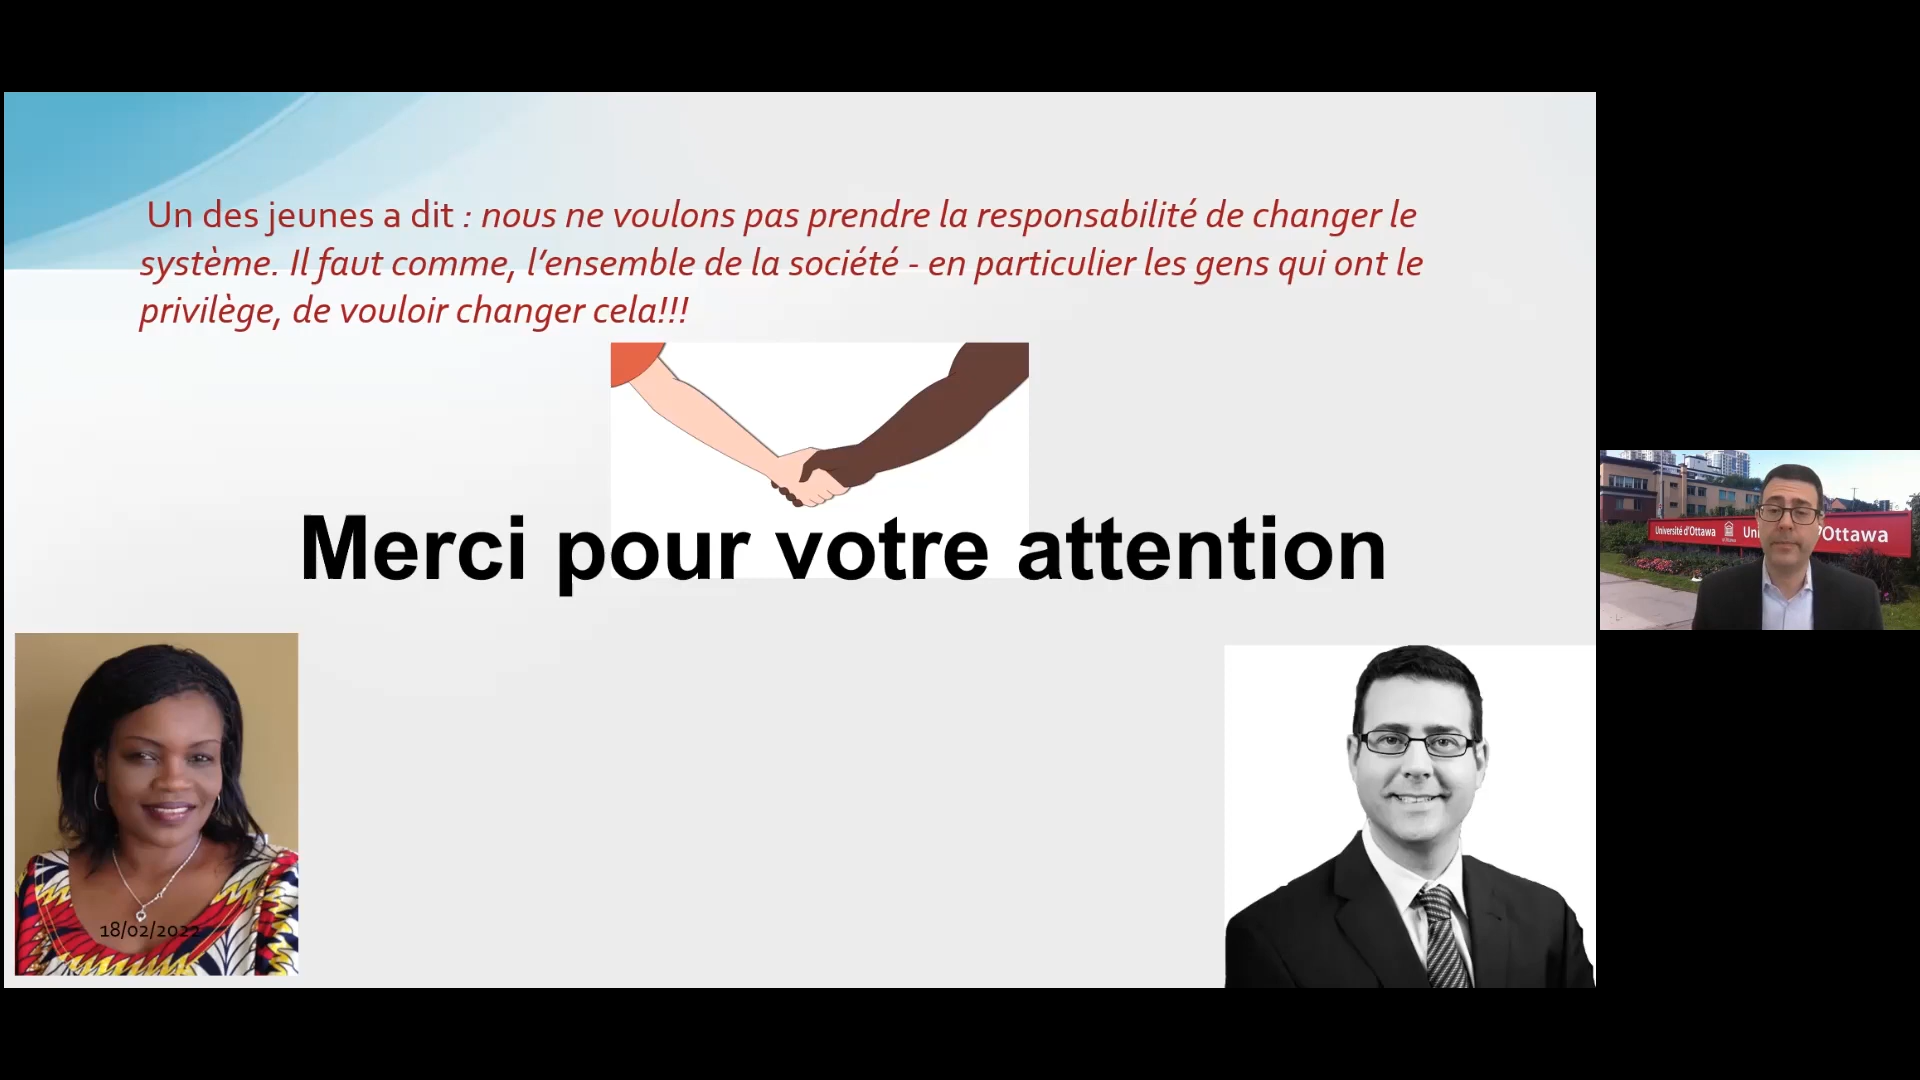 Un des jeunes a dit : nous ne voulons pas prendre la responsabilité de changer le
système. Il faut comme, l'ensemble de la société - en particulier les gens qui ont le
privilège, de vouloir changer cela!!!
Merci pour votre attention
18/02/2022
Université d'Ottawa
uOttawa
Uni
d'Ottawa